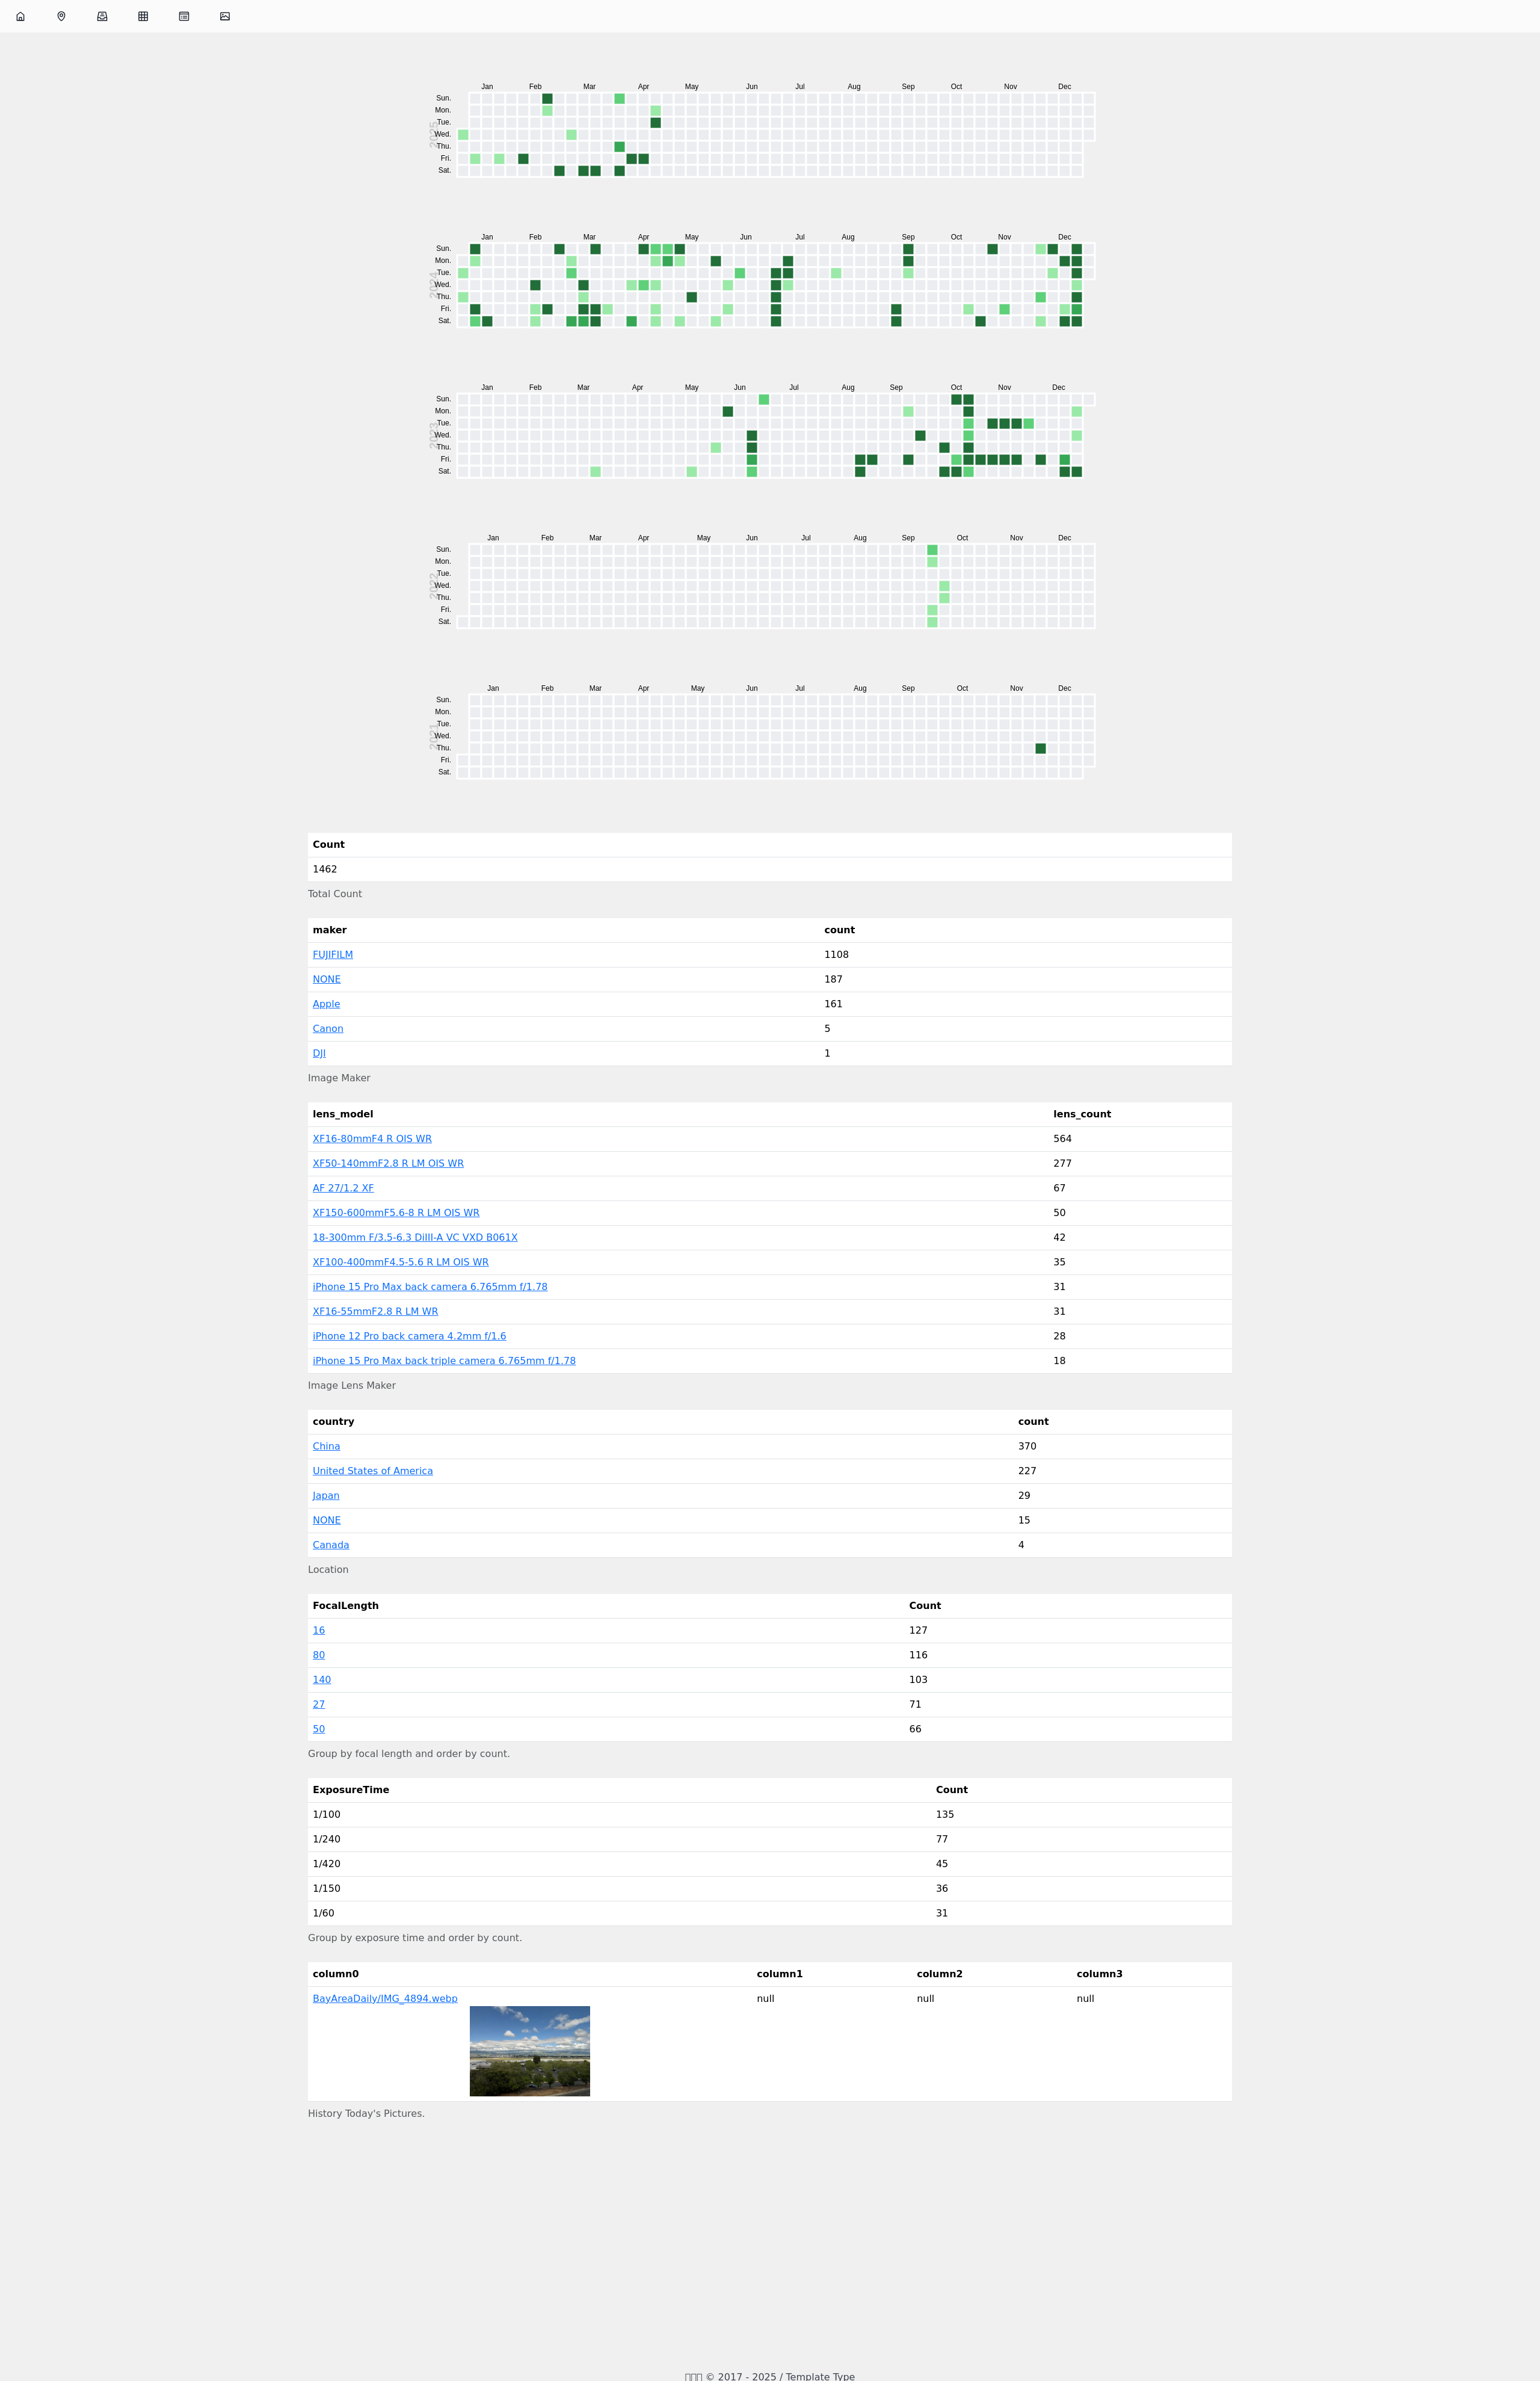 Jan Feb Mar Apr May Jun Jul Aug Sep Oct Nov Dec
2025
Sun.
Mon.
Tue.
Wed.
Thu.
Fri.
Sat.
Jan Feb Mar Apr May Jun Jul Aug Sep Oct Nov Dec
2024
Sun.
Mon.
Tue.
Wed.
Thu.
Fri.
Sat.
Jan Feb Mar Apr May Jun Jul Aug Sep Oct Nov Dec
2023
Sun.
Mon.
Tue.
Wed.
Thu.
Fri.
Sat.
Jan Feb Mar Apr May Jun Jul Aug Sep Oct Nov Dec
2022
Sun.
Mon.
Tue.
Wed.
Thu.
Fri.
Sat.
Jan Feb Mar Apr May Jun Jul Aug Sep Oct Nov Dec
2021
Sun.
Mon.
Tue.
Wed.
Thu.
Fri.
Sat.
Count
1462
Total Count
maker count
FUJIFILM 1108
NONE 187
Apple 161
Canon 5
DJI 1
Image Maker
lens_model lens_count
XF16-80mmF4 R OIS WR 564
XF50-140mmF2.8 R LM OIS WR 277
AF 27/1.2 XF 67
XF150-600mmF5.6-8 R LM OIS WR 50
18-300mm F/3.5-6.3 DiIII-A VC VXD B061X 42
XF100-400mmF4.5-5.6 R LM OIS WR 35
iPhone 15 Pro Max back camera 6.765mm f/1.78 31
XF16-55mmF2.8 R LM WR 31
iPhone 12 Pro back camera 4.2mm f/1.6 28
iPhone 15 Pro Max back triple camera 6.765mm f/1.78 18
Image Lens Maker
country count
China 370
United States of America 227
Japan 29
NONE 15
Canada 4
Location
FocalLength Count
16 127
80 116
140 103
27 71
50 66
Group by focal length and order by count.
ExposureTime Count
1/100 135
1/240 77
1/420 45
1/150 36
1/60 31
Group by exposure time and order by count.
column0 column1 column2 column3
BayAreaDaily/IMG_4894.webp null null null
History Today's Pictures.
© 2017 - 2025 / Template Type